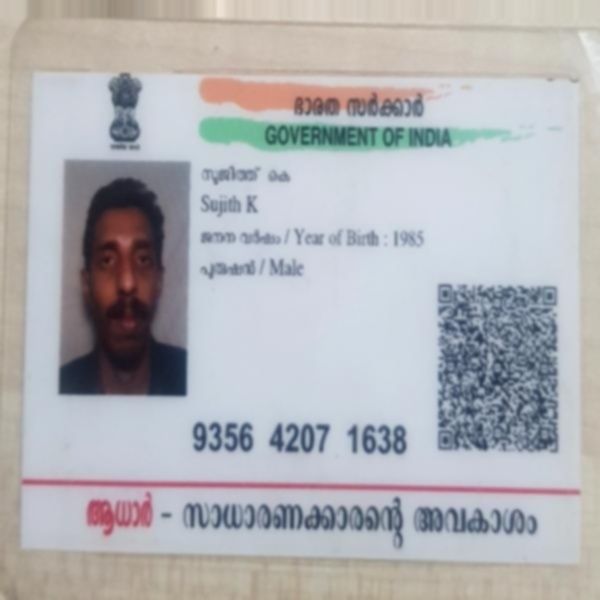 ഭാരത സർക്കാർ
GOVERNMENT OF INDIA
സുജിത്ത് കെ
Sujith K
ജനന വർഷം / Year of Birth : 1985
പുരുഷൻ / Male
9356 4207 1638
ആധാർ - സാധാരണക്കാരന്റെ അവകാശം